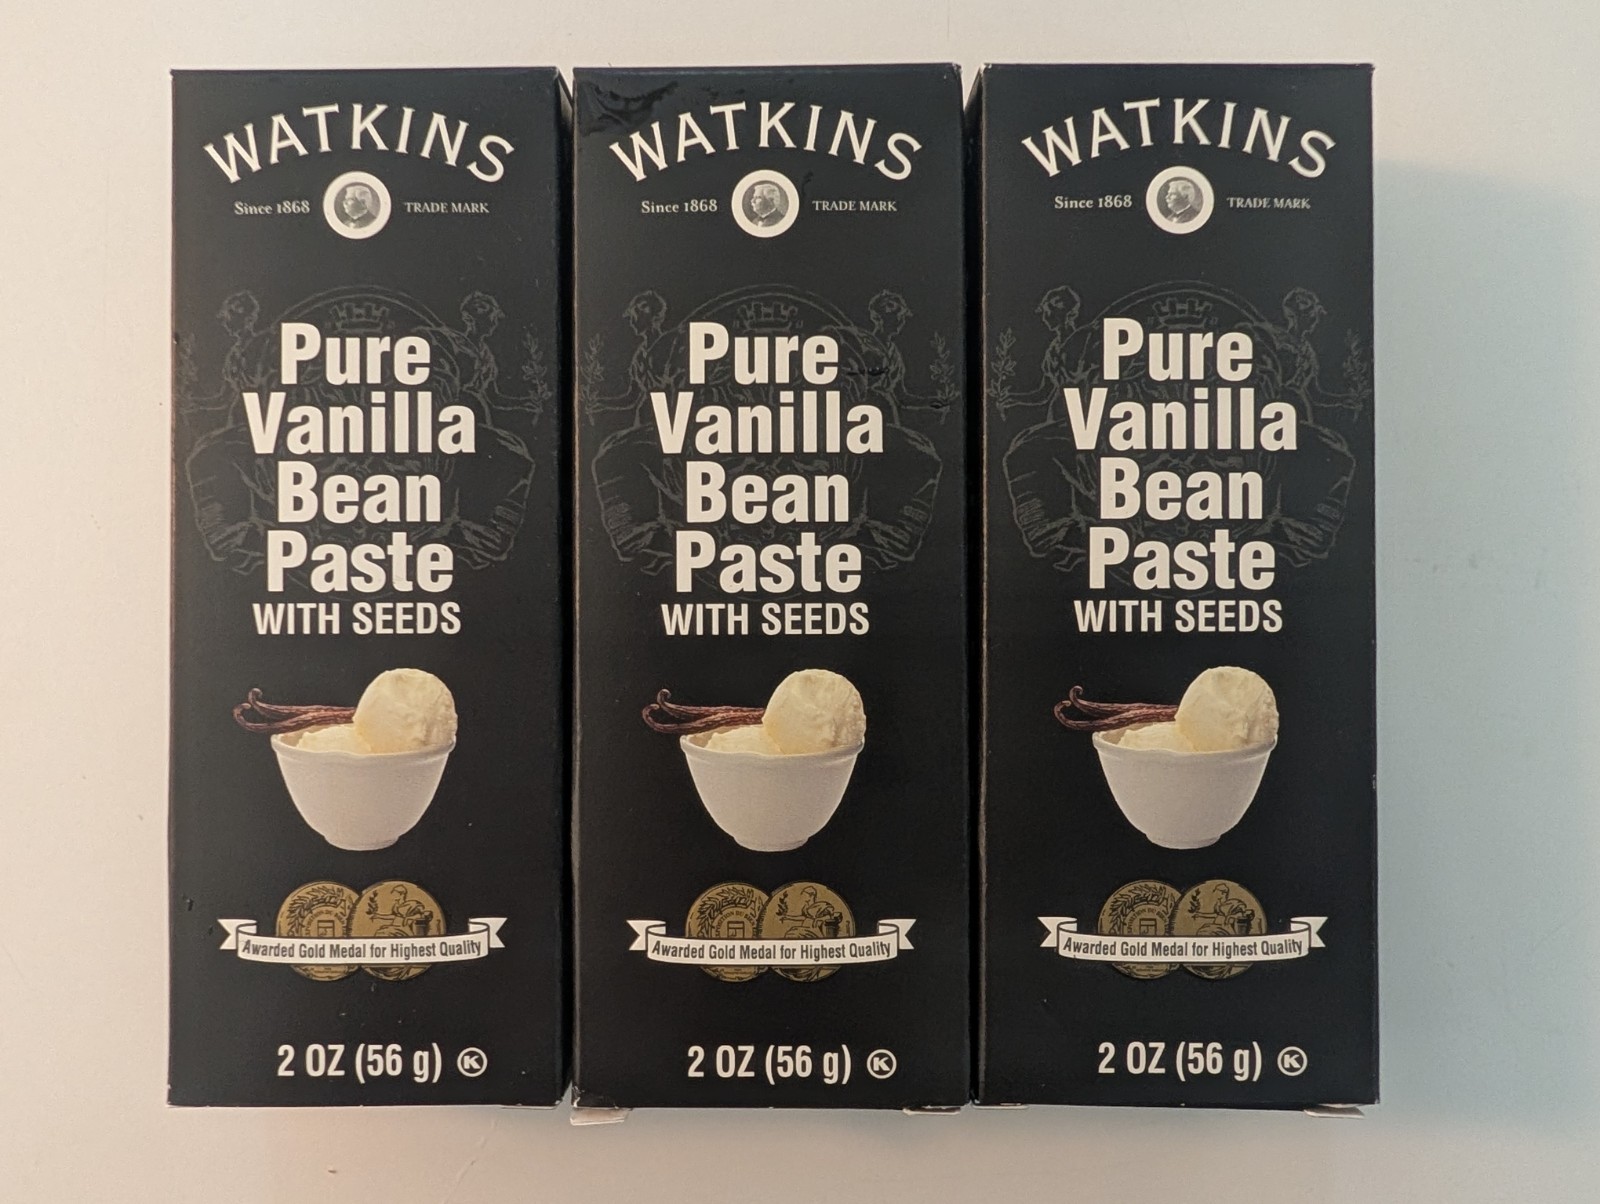 WATKINS
Since 1868 TRADE MARK
Pure
Vanilla
Bean
Paste
WITH SEEDS
Awarded Gold Medal for Highest Quality
2 OZ (56 g) K
WATKINS
Since 1868 TRADE MARK
Pure
Vanilla
Bean
Paste
WITH SEEDS
Awarded Gold Medal for Highest Quality
2 OZ (56 g) K
WATKINS
Since 1868 TRADE MARK
Pure
Vanilla
Bean
Paste
WITH SEEDS
Awarded Gold Medal for Highest Quality
2 OZ (56 g) K